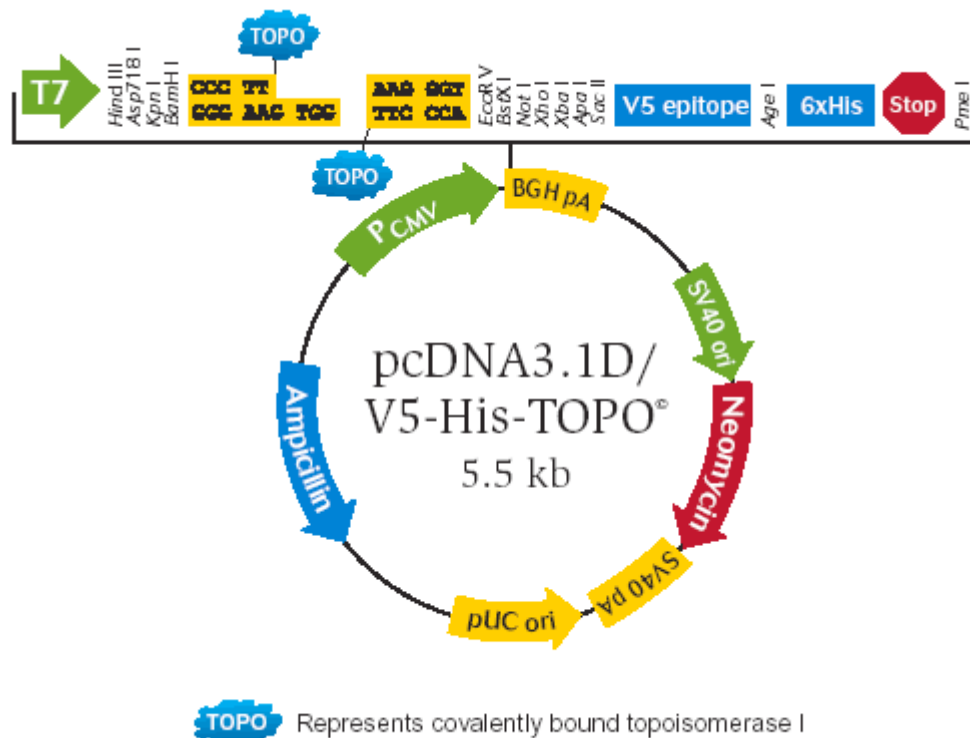 TOPO
T7
Hind III
Asp718 I
Kpn I
BamH I
CCC TT
GGG AAG TGG
AAG GGT
TTC CCA
EcoR V
BstX I
Not I
Xho I
Xba I
Apa I
Sac II
V5 epitope
Age I
6xHis
Stop
Pme I
TOPO
PCMV
BGH pA
SV40 ori
Neomycin
SV40 pA
pUC ori
Ampicillin
pcDNA3.1D/
V5-His-TOPO©
5.5 kb
TOPO Represents covalently bound topoisomerase I